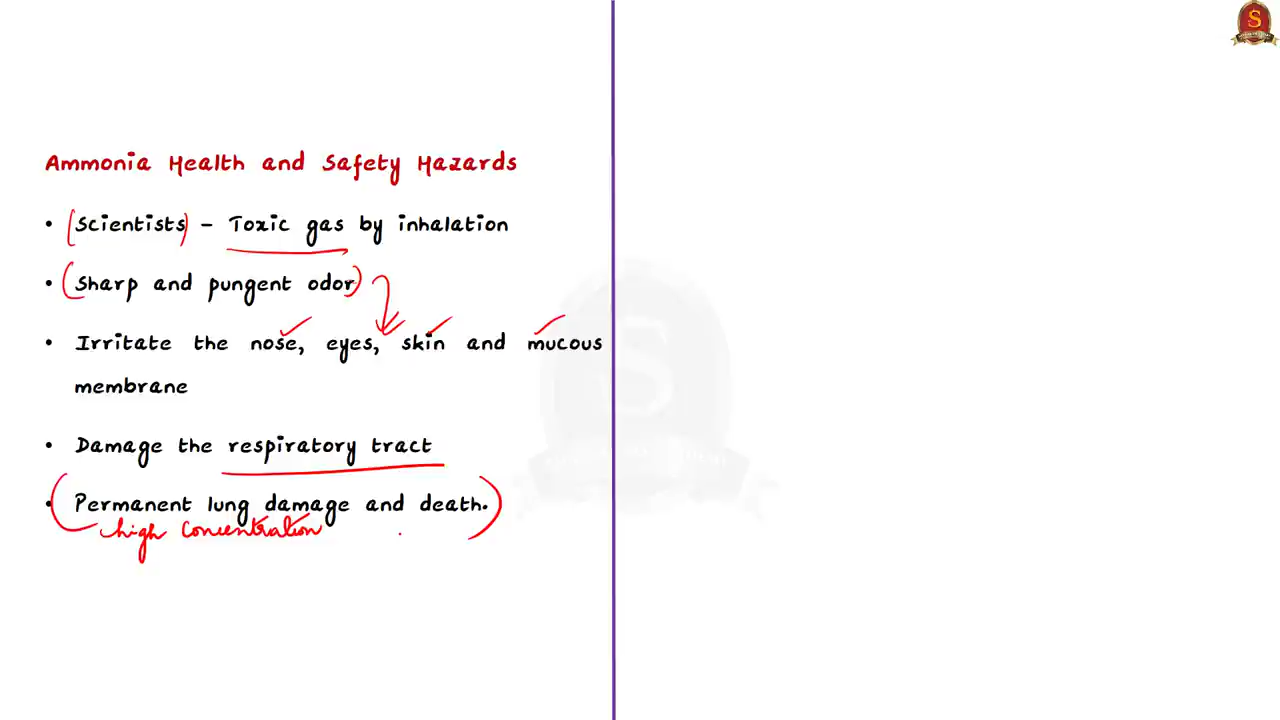 Ammonia Health and Safety Hazards
• (Scientists) - Toxic gas by inhalation
• (Sharp and pungent odor)
• Irritate the nose, eyes, skin and mucous
membrane
• Damage the respiratory tract
• (Permanent lung damage and death.)
high concentration
S